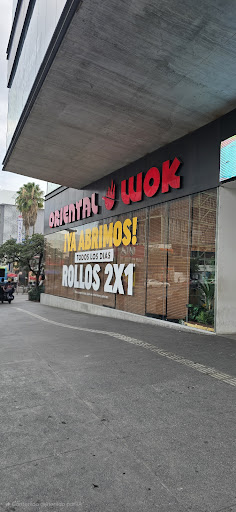 ORIENTAL WOK
¡YA ABRIMOS!
TODOS LOS DÍAS
ROLLOS 2X1